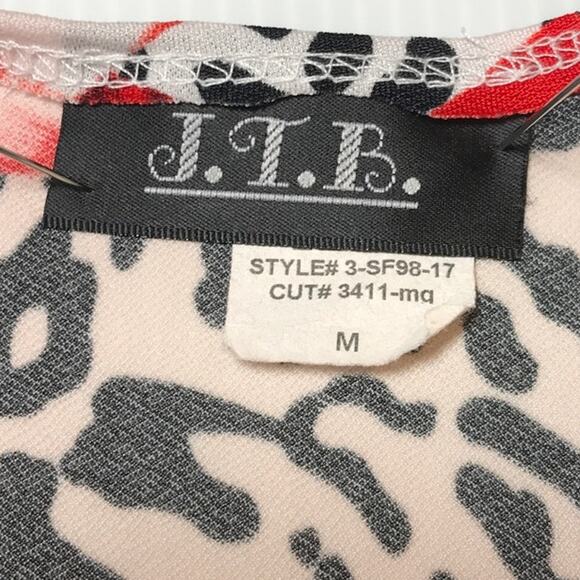 J.T.B.
STYLE# 3-SF98-17
CUT# 3411-mq
M